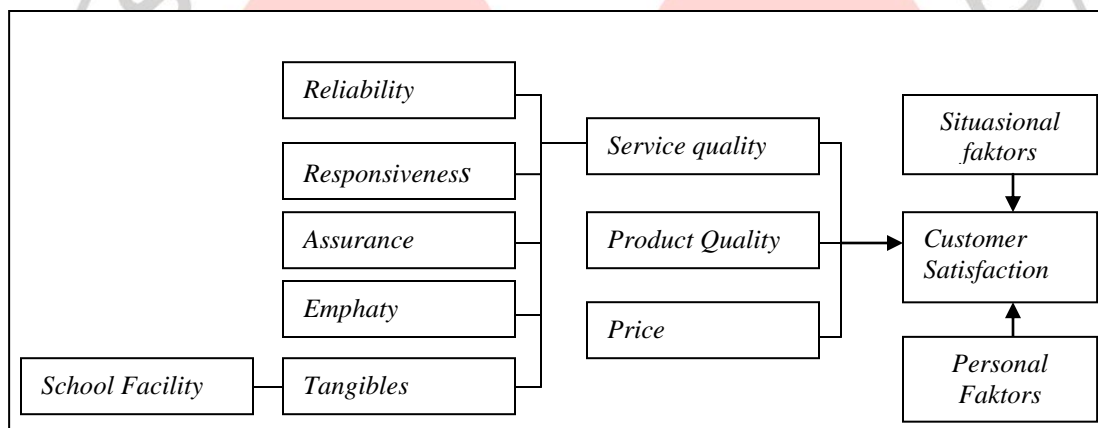 Reliability
Responsiveness
Assurance
Emphaty
School Facility
Tangibles
Service quality
Product Quality
Price
Situasional
faktors
Customer
Satisfaction
Personal
Faktors